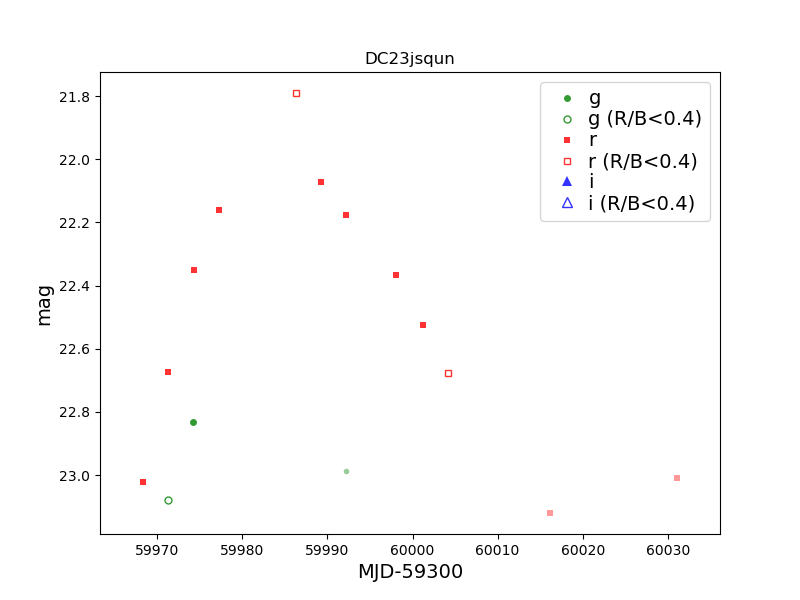 DC23jsqun
g
g (R/B<0.4)
r
r (R/B<0.4)
i
i (R/B<0.4)
mag
21.8
22.0
22.2
22.4
22.6
22.8
23.0
59970 59980 59990 60000 60010 60020 60030
MJD-59300